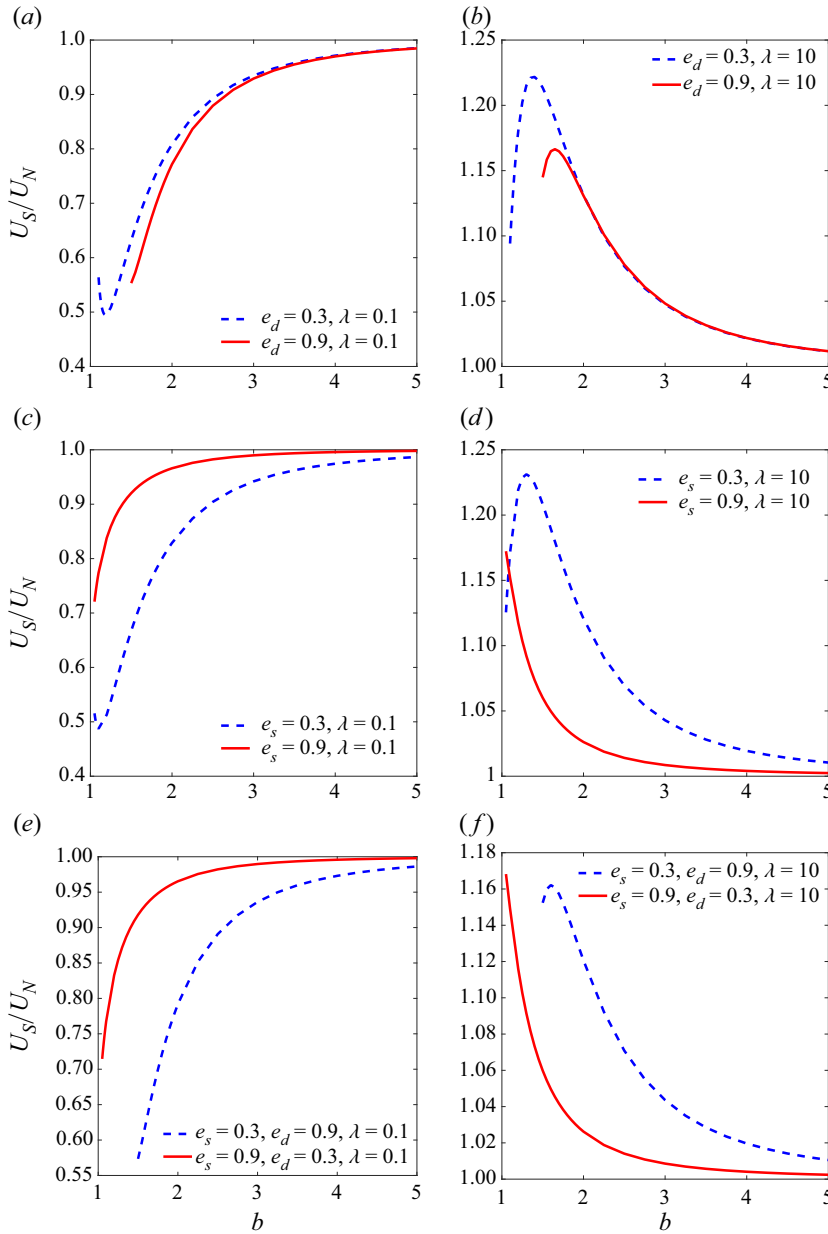 (a)
(b)
1.0
0.9
0.8
0.7
0.6
0.5
0.4
U_S/U_N
e_d = 0.3, λ = 0.1
e_d = 0.9, λ = 0.1
1 2 3 4 5
1.25
1.20
1.15
1.10
1.05
1.00
e_d = 0.3, λ = 10
e_d = 0.9, λ = 10
1 2 3 4 5
(c)
(d)
1.0
0.9
0.8
0.7
0.6
0.5
0.4
U_S/U_N
e_s = 0.3, λ = 0.1
e_s = 0.9, λ = 0.1
1 2 3 4 5
1.25
1.20
1.15
1.10
1.05
1
e_s = 0.3, λ = 10
e_s = 0.9, λ = 10
1 2 3 4 5
(e)
(f)
1.00
0.95
0.90
0.85
0.80
0.75
0.70
0.65
0.60
0.55
U_S/U_N
e_s = 0.3, e_d = 0.9, λ = 0.1
e_s = 0.9, e_d = 0.3, λ = 0.1
1 2 3 4 5
b
1.18
1.16
1.14
1.12
1.10
1.08
1.06
1.04
1.02
1.00
e_s = 0.3, e_d = 0.9, λ = 10
e_s = 0.9, e_d = 0.3, λ = 10
1 2 3 4 5
b